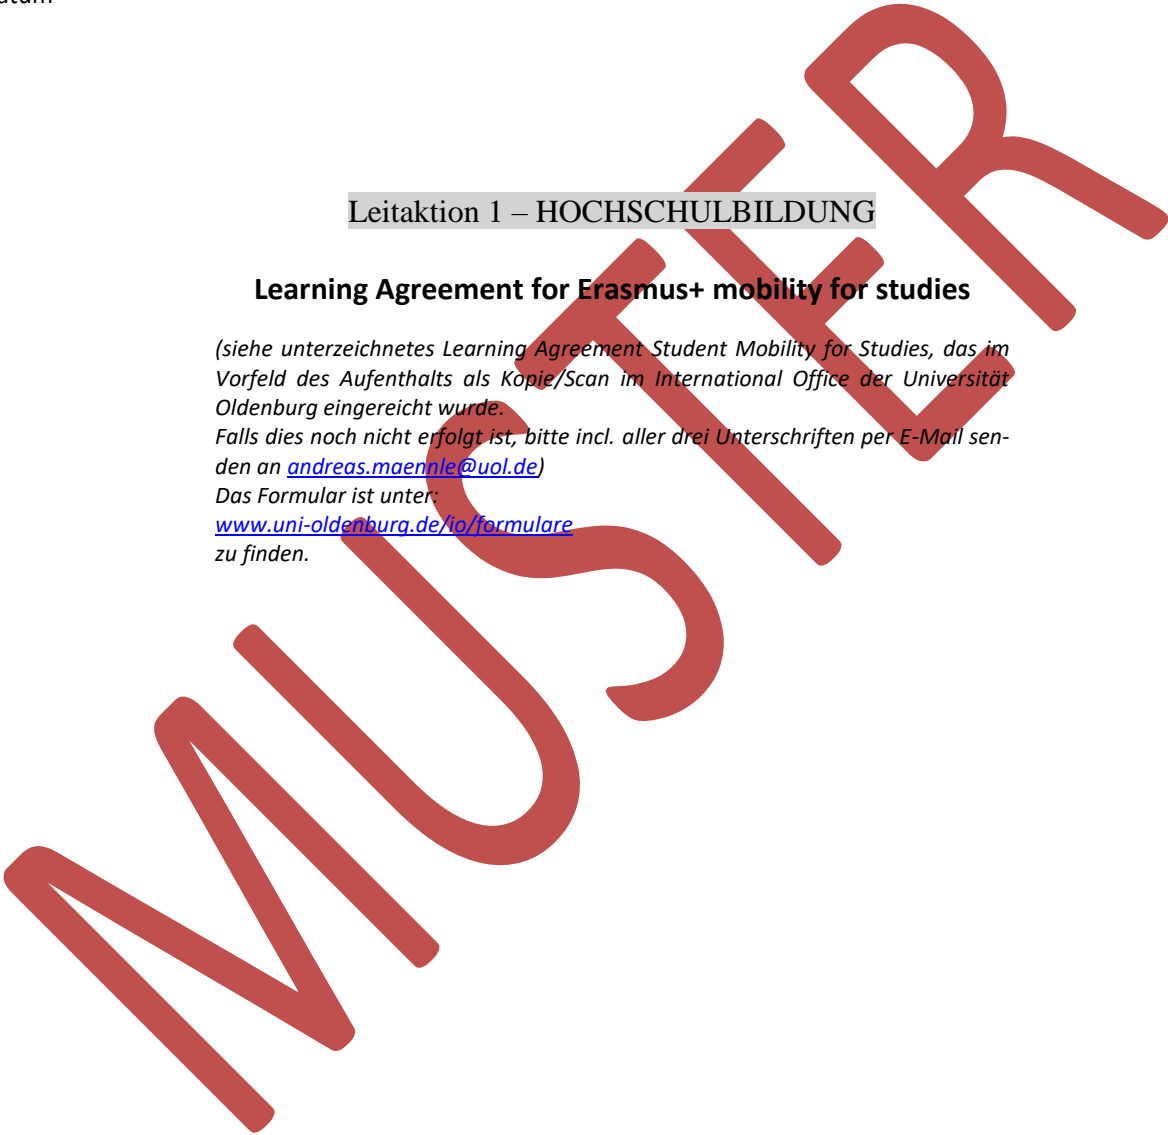 Leitaktion 1 – HOCHSCHULBILDUNG
Learning Agreement for Erasmus+ mobility for studies
(siehe unterzeichnetes Learning Agreement Student Mobility for Studies, das im
Vorfeld des Aufenthalts als Kopie/Scan im International Office der Universität
Oldenburg eingereicht wurde.
Falls dies noch nicht erfolgt ist, bitte incl. aller drei Unterschriften per E-Mail sen-
den an andreas.maennle@uol.de)
Das Formular ist unter:
www.uni-oldenburg.de/io/formulare
zu finden.
MUSTER